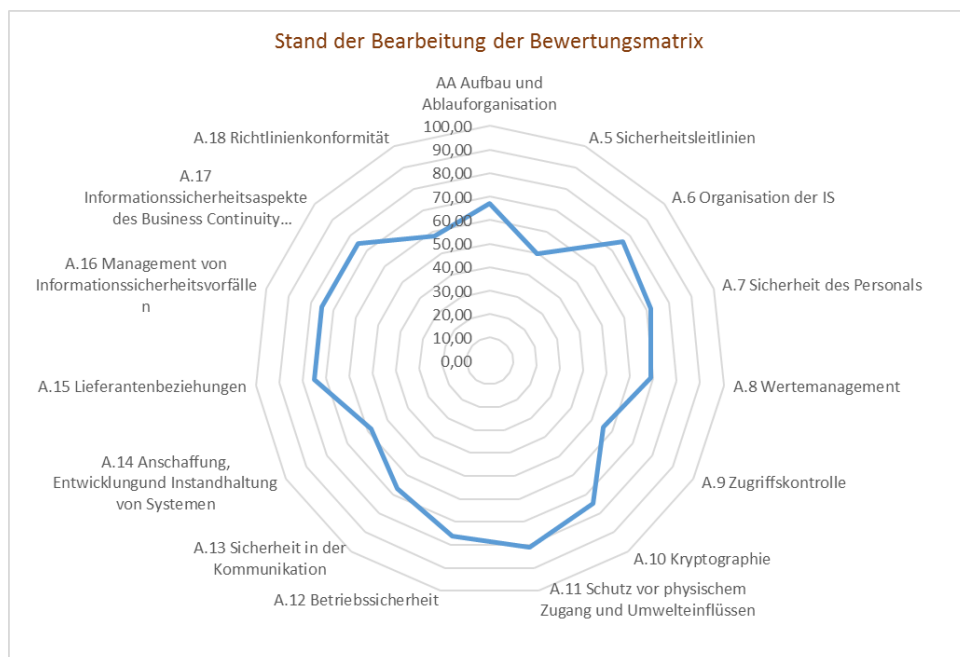 Stand der Bearbeitung der Bewertungsmatrix
AA Aufbau und
Ablauforganisation
100,00
90,00
80,00
70,00
60,00
50,00
40,00
30,00
20,00
10,00
0,00
A.5 Sicherheitsleitlinien
A.6 Organisation der IS
A.7 Sicherheit des Personals
A.8 Wertemanagement
A.9 Zugriffskontrolle
A.10 Kryptographie
A.11 Schutz vor physischem
Zugang und Umwelteinflüssen
A.12 Betriebssicherheit
A.13 Sicherheit in der
Kommunikation
A.14 Anschaffung,
Entwicklungund Instandhaltung
von Systemen
A.15 Lieferantenbeziehungen
A.16 Management von
Informationssicherheitsvorfälle
n
A.17
Informationssicherheitsaspekte
des Business Continuity...
A.18 Richtlinienkonformität